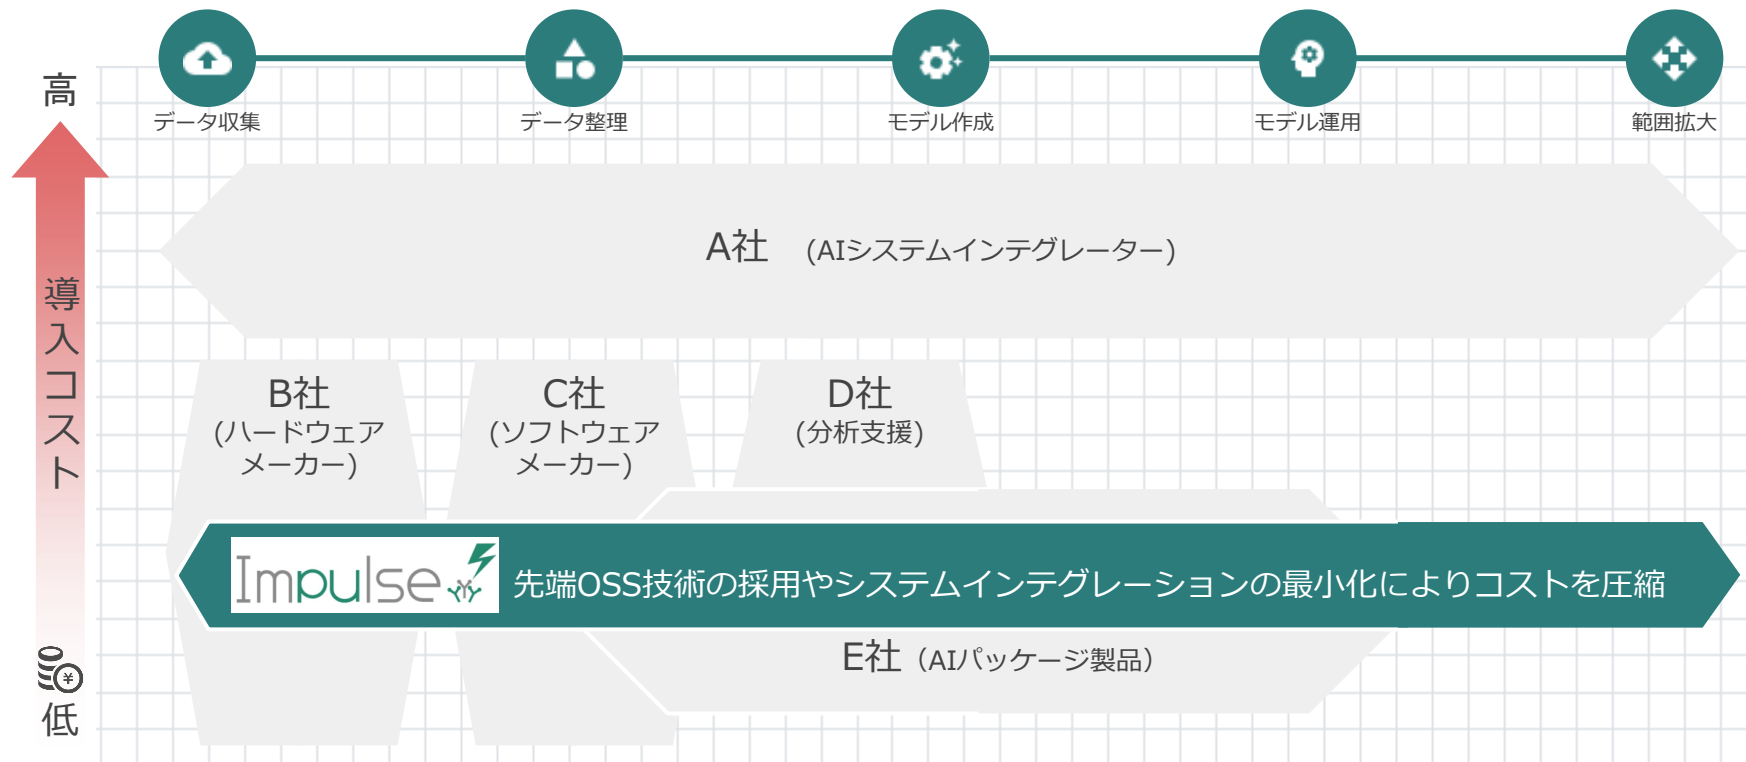 データ収集
データ整理
モデル作成
モデル運用
範囲拡大
高
導入コスト
低
A社 (AIシステムインテグレーター)
B社
(ハードウェア
メーカー)
C社
(ソフトウェア
メーカー)
D社
(分析支援)
Impulse 先端OSS技術の採用やシステムインテグレーションの最小化によりコストを圧縮
E社（AIパッケージ製品）
¥